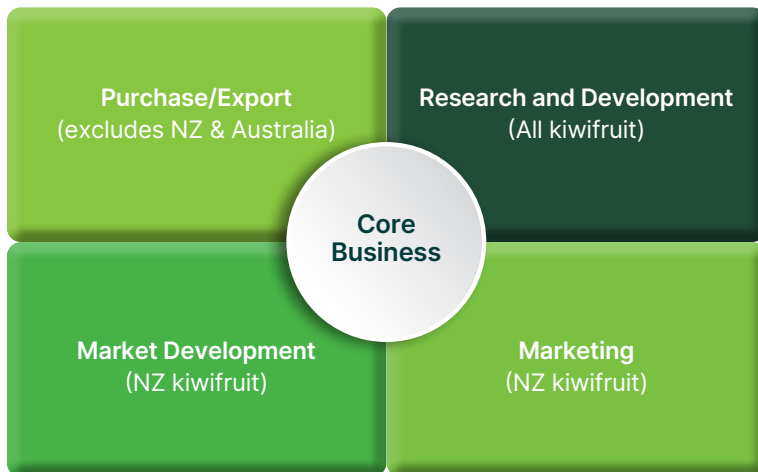 Purchase/Export
(excludes NZ & Australia)
Research and Development
(All kiwifruit)
Core
Business
Market Development
(NZ kiwifruit)
Marketing
(NZ kiwifruit)